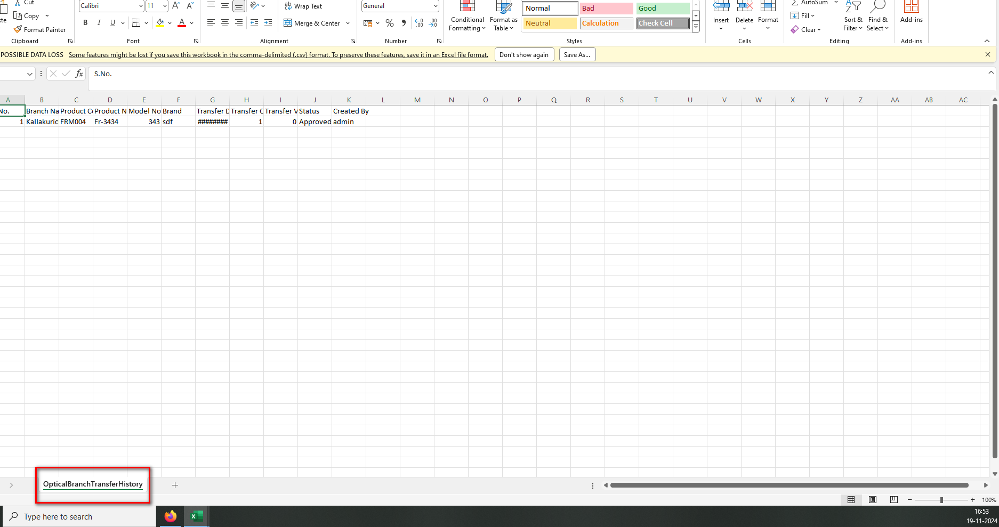 Cut
Calibri 11
Wrap Text
General
Normal Bad Good
AutoSum
Copy
Conditional Formatting
Format as Table
Insert Delete Format
Fill
Sort & Filter
Find & Select
Add-ins
Format Painter
B I U
Merge & Center
% 9
Neutral Calculation Check Cell
Clear
Clipboard Font Alignment Number Styles Cells Editing Add-ins
POSSIBLE DATA LOSS Some features might be lost if you save this workbook in the comma-delimited (.csv) format. To preserve these features, save it in an Excel file format. Don't show again Save As...
fx S.No.
A B C D E F G H I J K L M N O P Q R S T U V W X Y Z AA AB AC
No. Branch Na Product Co Product N Model No Brand Transfer D Transfer Transfer V Status Created By
1 Kallakuric FRM004 Fr-3434 343 sdf ######## 1 0 Approved admin
OpticalBranchTransferHistory
100%
Type here to search
16:53
19-11-2024